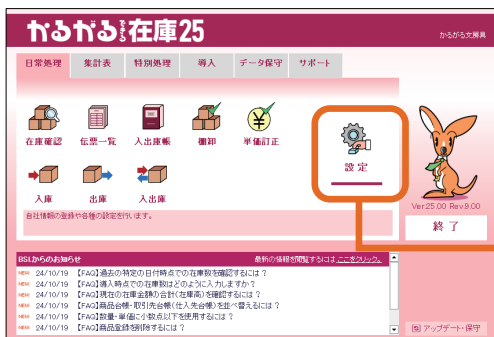 かるがるできる在庫25
かるがる文房具
日常処理 集計表 特別処理 導入 データ保守 サポート
在庫確認 伝票一覧 入出庫帳 棚卸 単価訂正
設定
入庫 出庫 入出庫
Ver.25.00 Rev.9.00
自社情報の登録や各種の設定を行います。
終了
BSLからのお知らせ 最新の情報を閲覧するには ここをクリック。
NEW 24/10/19 【FAQ】過去の特定の日付時点での在庫数を確認するには？
NEW 24/10/19 【FAQ】導入時点での在庫数はどのように入力しますか？
NEW 24/10/19 【FAQ】現在の在庫金額の合計(在庫高)を確認するには？
NEW 24/10/19 【FAQ】商品台帳・取引先台帳(仕入先台帳)を並べ替えるには？
NEW 24/10/19 【FAQ】数量・単価に小数点以下を使用するには？
NEW 24/10/19 【FAQ】商品登録を削除するには？
アップデート・保守